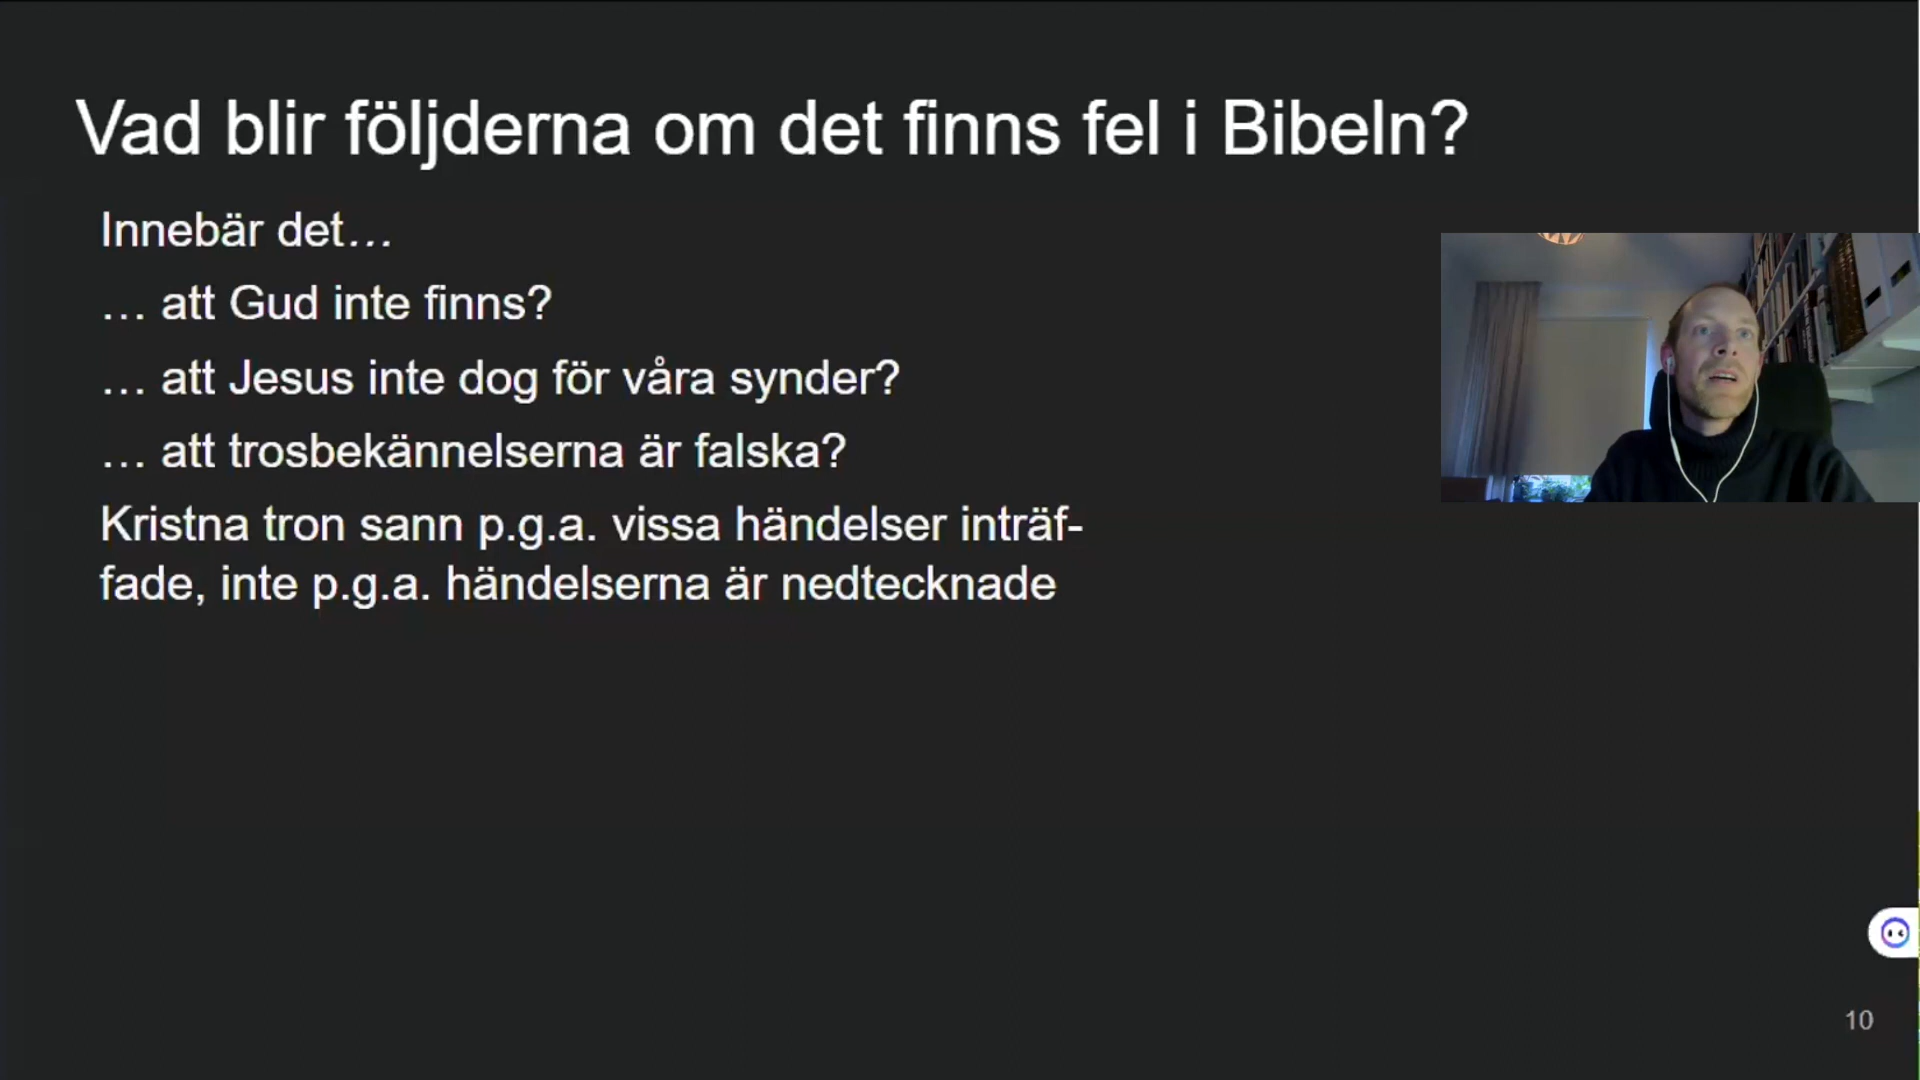 Vad blir följderna om det finns fel i Bibeln?
Innebär det…
… att Gud inte finns?
… att Jesus inte dog för våra synder?
… att trosbekännelserna är falska?
Kristna tron sann p.g.a. vissa händelser inträf-
fade, inte p.g.a. händelserna är nedtecknade
10